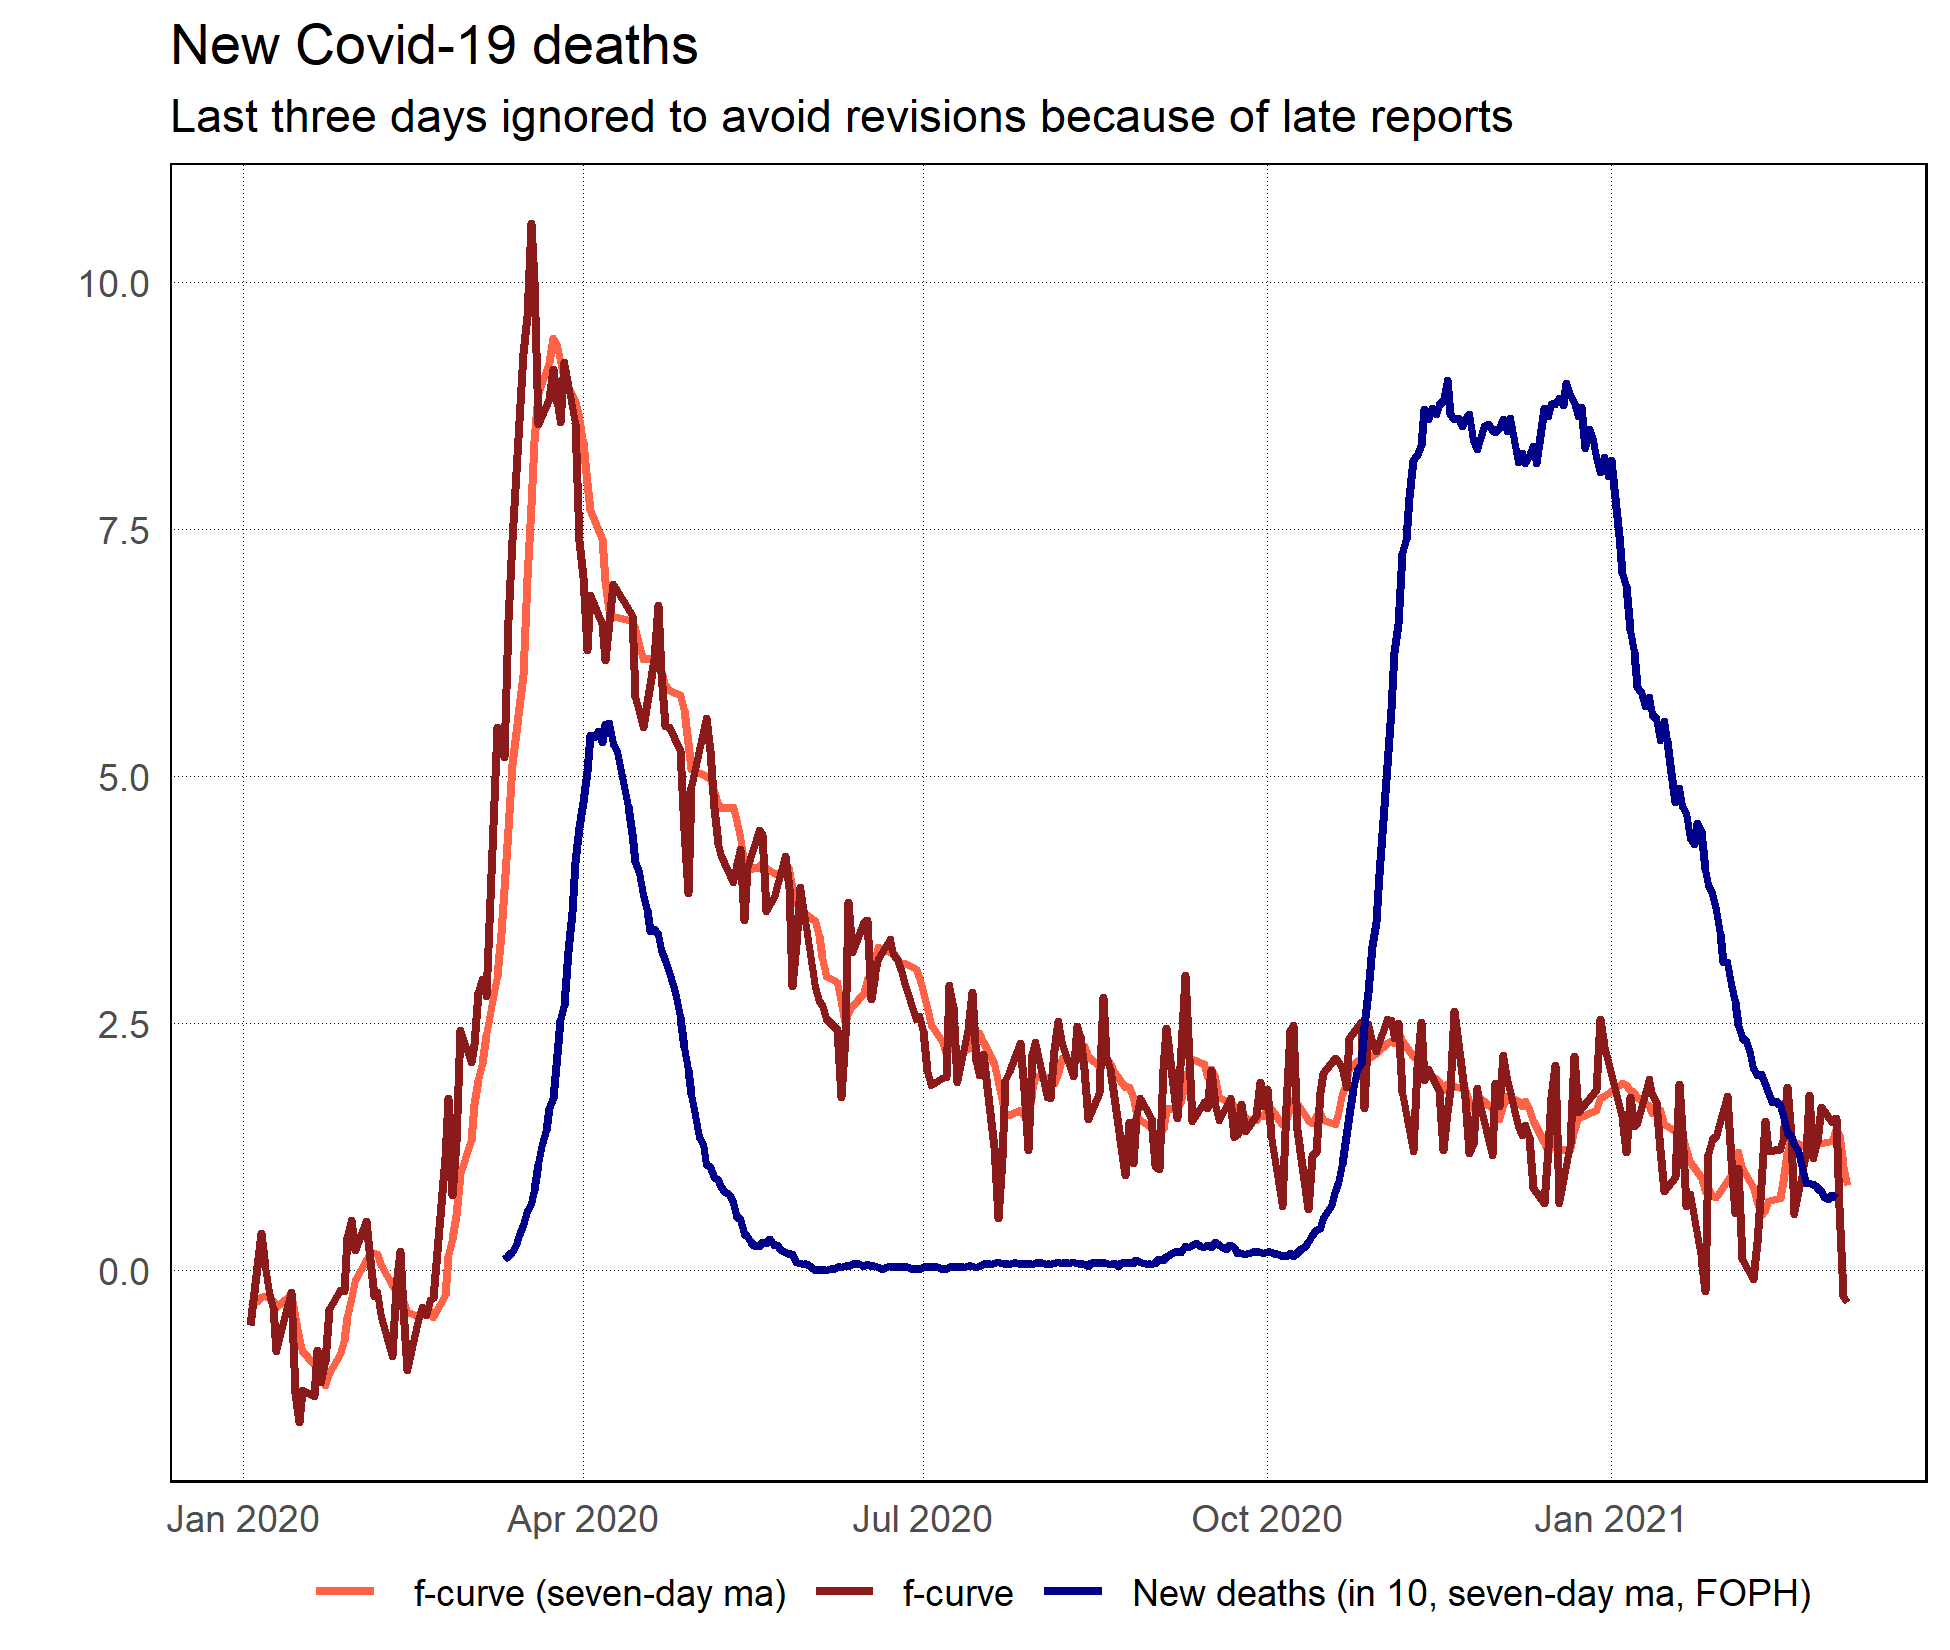 New Covid-19 deaths
Last three days ignored to avoid revisions because of late reports
10.0
7.5
5.0
2.5
0.0
Jan 2020 Apr 2020 Jul 2020 Oct 2020 Jan 2021
f-curve (seven-day ma) f-curve New deaths (in 10, seven-day ma, FOPH)